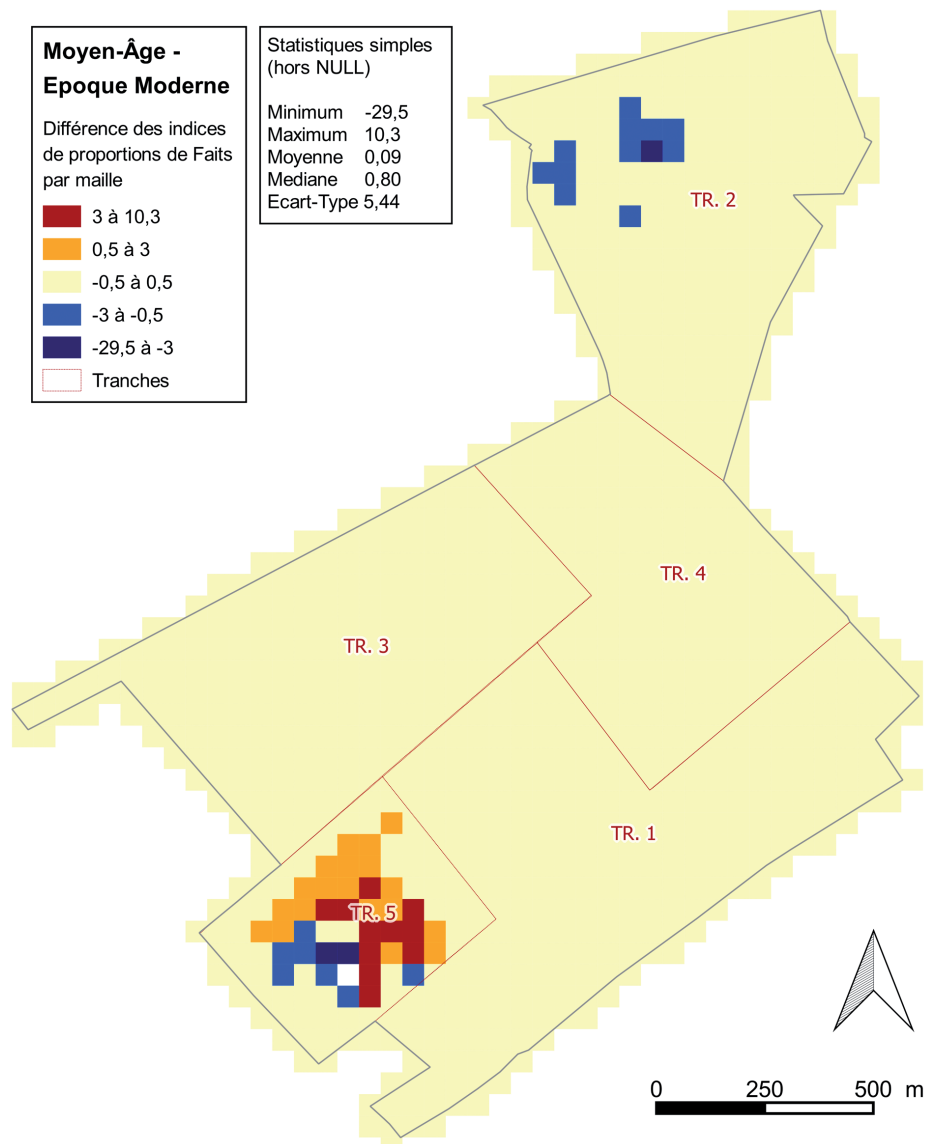 Moyen-Âge -
Epoque Moderne
Différence des indices
de proportions de Faits
par maille
3 à 10,3
0,5 à 3
-0,5 à 0,5
-3 à -0,5
-29,5 à -3
Tranches
Statistiques simples
(hors NULL)
Minimum -29,5
Maximum 10,3
Moyenne 0,09
Mediane 0,80
Ecart-Type 5,44
TR. 2
TR. 4
TR. 3
TR. 1
TR. 5
0 250 500 m